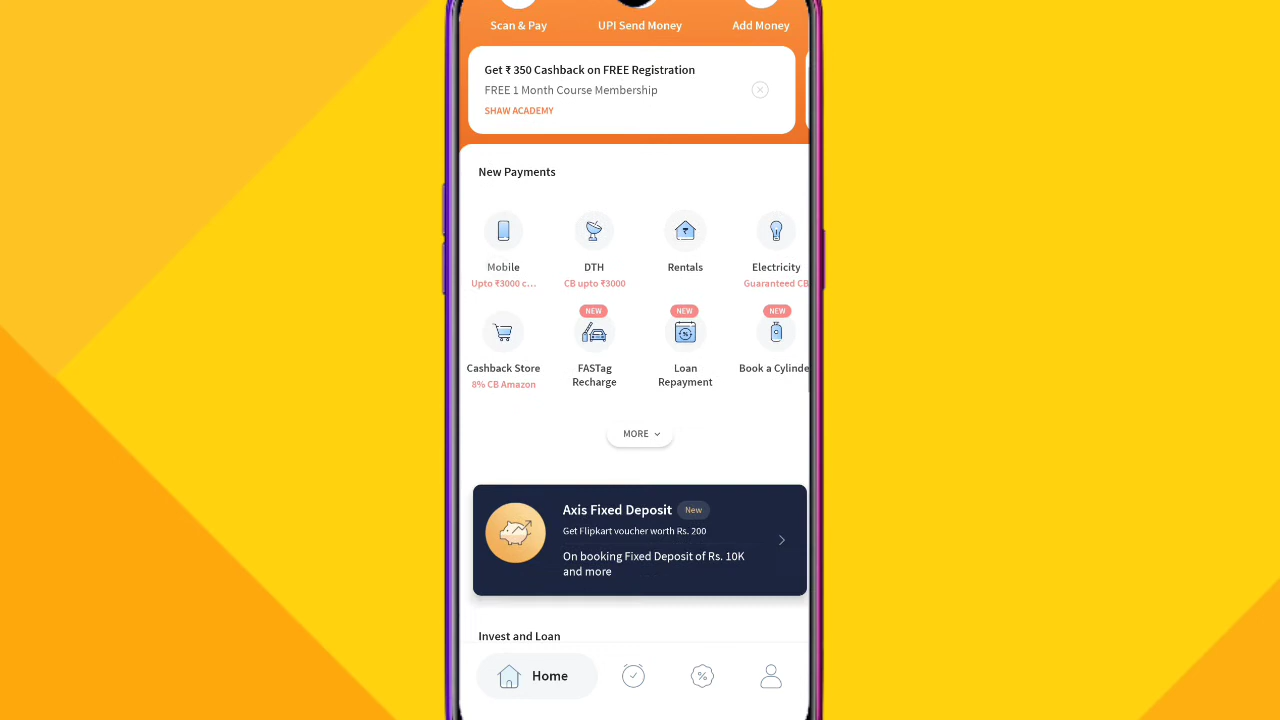 Scan & Pay UPI Send Money Add Money
Get ₹ 350 Cashback on FREE Registration
FREE 1 Month Course Membership
SHAW ACADEMY
New Payments
Mobile DTH Rentals Electricity
Upto ₹3000 c... CB upto ₹3000 Guaranteed CB
NEW NEW NEW
Cashback Store FASTag Recharge Loan Repayment Book a Cylinde
8% CB Amazon
MORE
Axis Fixed Deposit New
Get Flipkart voucher worth Rs. 200
On booking Fixed Deposit of Rs. 10K
and more
Invest and Loan
Home